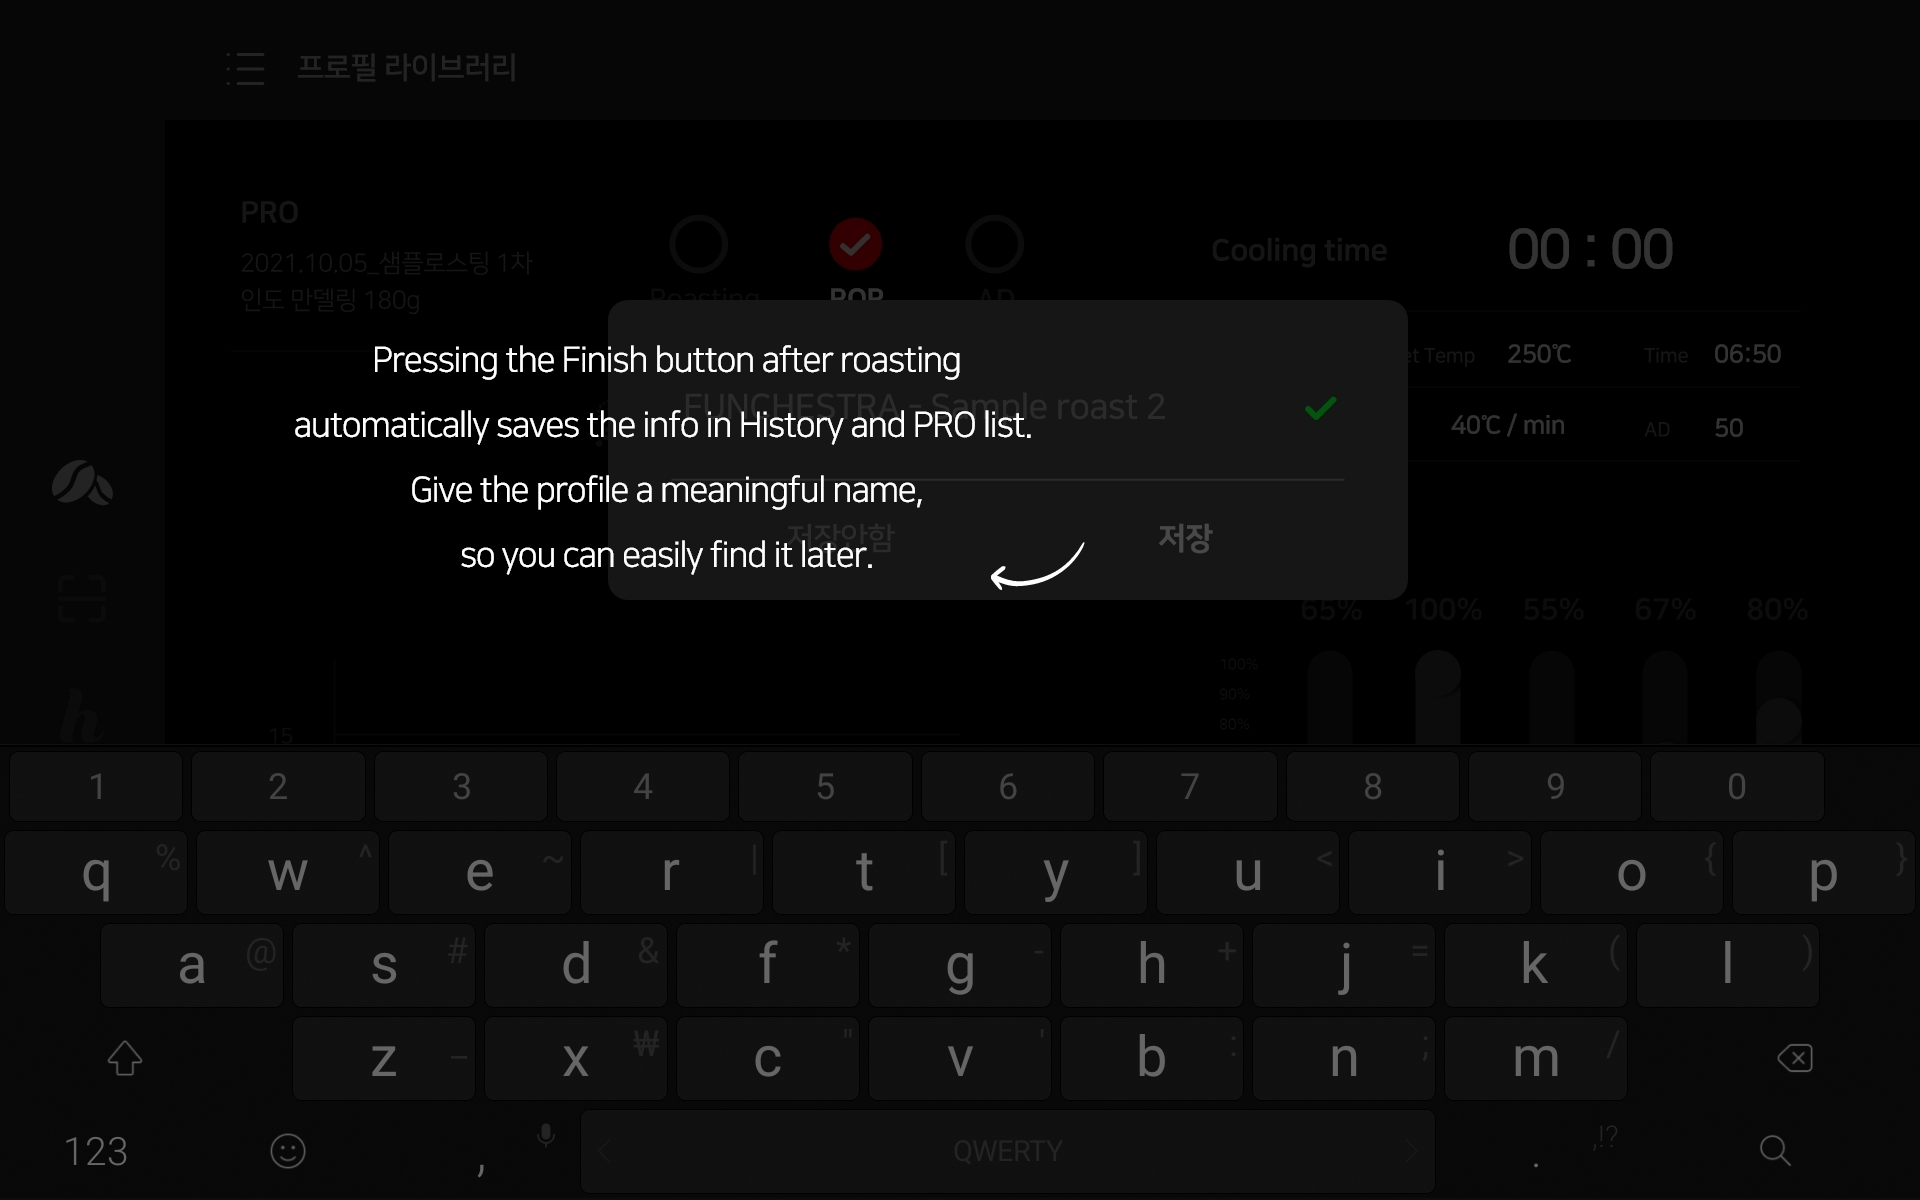 프로필 라이브러리
PRO
2021.10.05_샘플로스팅 1차
인도 만델링 180g
Roasting
POP
AD
Cooling time
00 : 00
et Temp 250℃ Time 06:50
40℃ / min AD 50
Pressing the Finish button after roasting
automatically saves the info in History and PRO list.
Give the profile a meaningful name,
so you can easily find it later.
FUNCHESTRA - Sample roast 2
저장안함 저장
65% 100% 55% 67% 80%
100%
90%
80%
15
h
1 2 3 4 5 6 7 8 9 0
q % w ^ e ~ r | t [ y ] u < i > o { p }
a @ s # d & f * g - h + j = k ( l )
z _ x ₩ c " v ' b : n ; m /
123 , QWERTY . ,!?